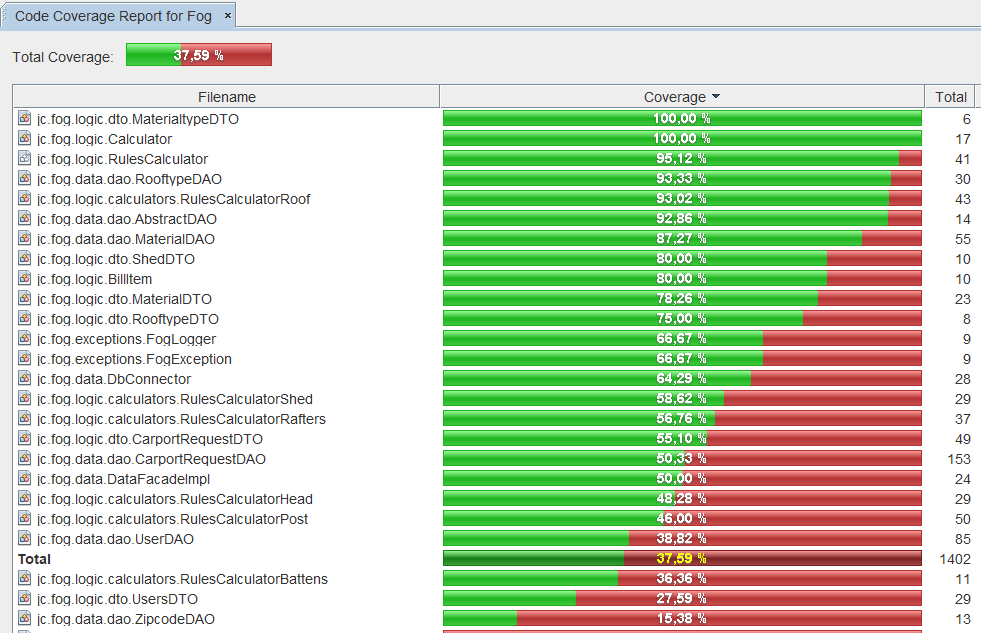 Code Coverage Report for Fog ×
Total Coverage: 37,59 %
Filename Coverage Total
jc.fog.logic.dto.MaterialtypeDTO 100,00 % 6
jc.fog.logic.Calculator 100,00 % 17
jc.fog.logic.RulesCalculator 95,12 % 41
jc.fog.data.dao.RooftypeDAO 93,33 % 30
jc.fog.logic.calculators.RulesCalculatorRoof 93,02 % 43
jc.fog.data.dao.AbstractDAO 92,86 % 14
jc.fog.data.dao.MaterialDAO 87,27 % 55
jc.fog.logic.dto.ShedDTO 80,00 % 10
jc.fog.logic.BillItem 80,00 % 10
jc.fog.logic.dto.MaterialDTO 78,26 % 23
jc.fog.logic.dto.RooftypeDTO 75,00 % 8
jc.fog.exceptions.FogLogger 66,67 % 9
jc.fog.exceptions.FogException 66,67 % 9
jc.fog.data.DbConnector 64,29 % 28
jc.fog.logic.calculators.RulesCalculatorShed 58,62 % 29
jc.fog.logic.calculators.RulesCalculatorRafters 56,76 % 37
jc.fog.logic.dto.CarportRequestDTO 55,10 % 49
jc.fog.data.dao.CarportRequestDAO 50,33 % 153
jc.fog.data.DataFacadeImpl 50,00 % 24
jc.fog.logic.calculators.RulesCalculatorHead 48,28 % 29
jc.fog.logic.calculators.RulesCalculatorPost 46,00 % 50
jc.fog.data.dao.UserDAO 38,82 % 85
Total 37,59 % 1402
jc.fog.logic.calculators.RulesCalculatorBattens 36,36 % 11
jc.fog.logic.dto.UsersDTO 27,59 % 29
jc.fog.data.dao.ZipcodeDAO 15,38 % 13